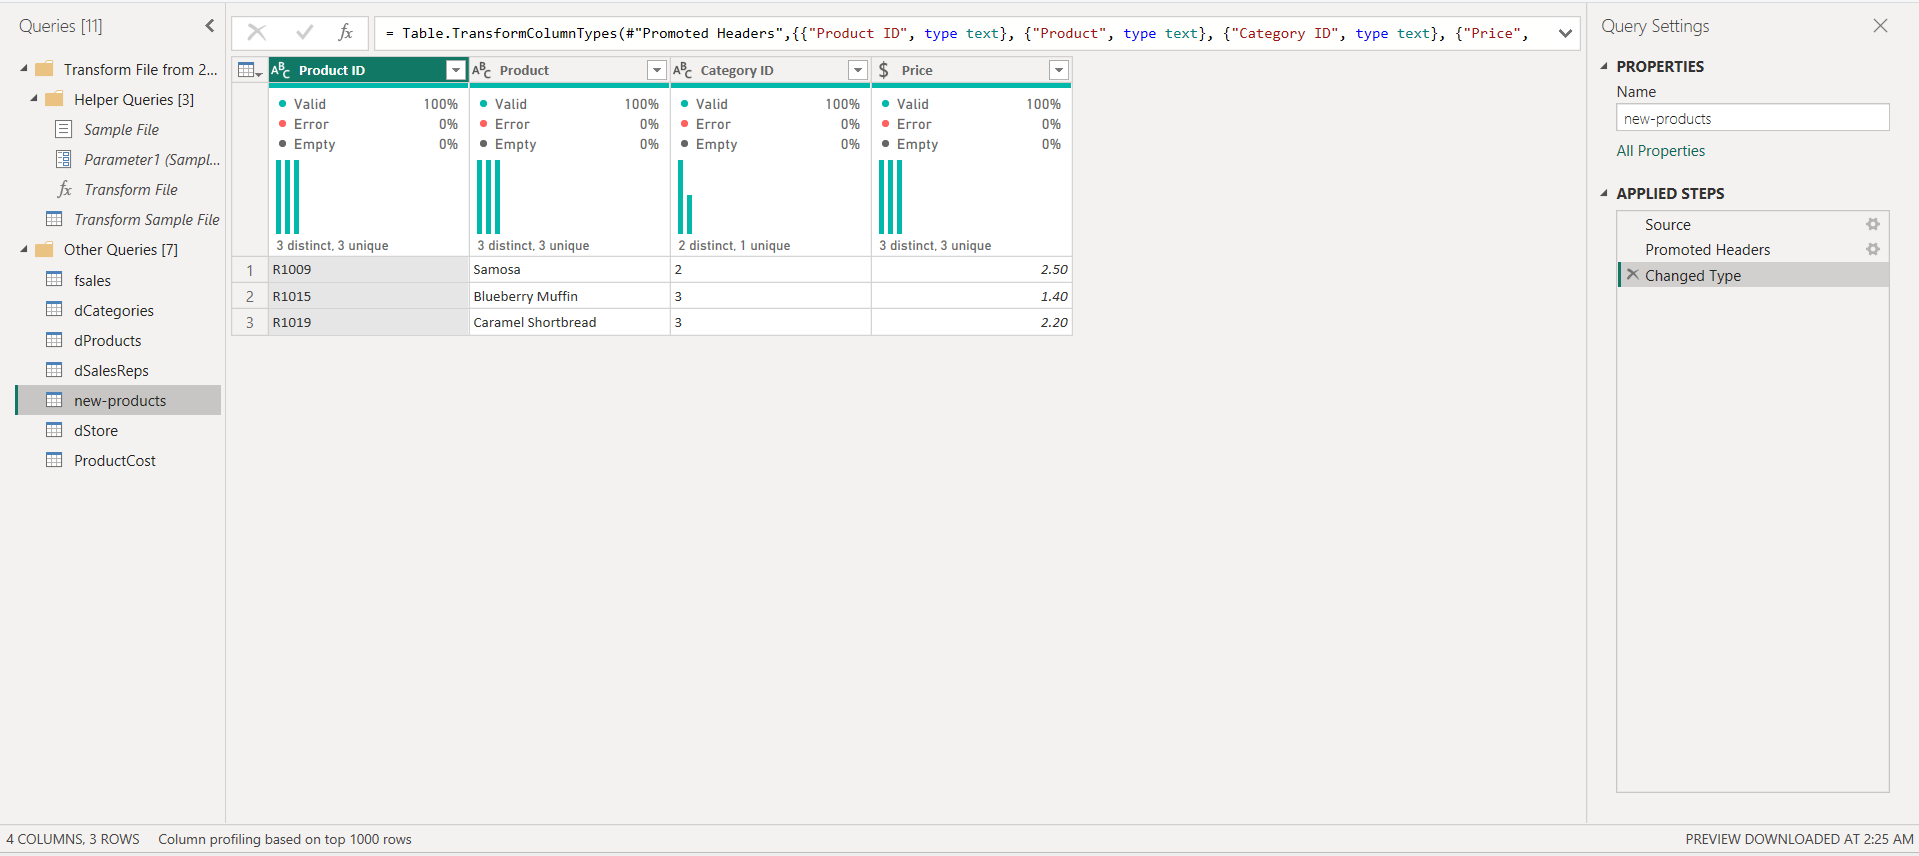 Queries [11]
Transform File from 2...
Helper Queries [3]
Sample File
Parameter1 (Sampl...
fx Transform File
Transform Sample File
Other Queries [7]
fsales
dCategories
dProducts
dSalesReps
new-products
dStore
ProductCost
fx = Table.TransformColumnTypes(#"Promoted Headers",{{"Product ID", type text}, {"Product", type text}, {"Category ID", type text}, {"Price",
ABC Product ID ABC Product ABC Category ID $ Price
Valid 100% Valid 100% Valid 100% Valid 100%
Error 0% Error 0% Error 0% Error 0%
Empty 0% Empty 0% Empty 0% Empty 0%
3 distinct, 3 unique 3 distinct, 3 unique 2 distinct, 1 unique 3 distinct, 3 unique
1 R1009 Samosa 2 2.50
2 R1015 Blueberry Muffin 3 1.40
3 R1019 Caramel Shortbread 3 2.20
Query Settings
PROPERTIES
Name
new-products
All Properties
APPLIED STEPS
Source
Promoted Headers
Changed Type
4 COLUMNS, 3 ROWS Column profiling based on top 1000 rows
PREVIEW DOWNLOADED AT 2:25 AM